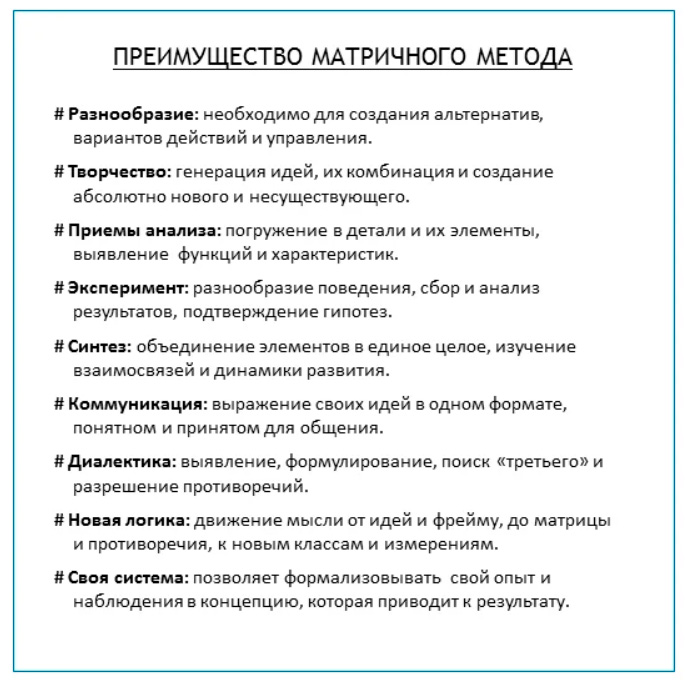 ПРЕИМУЩЕСТВО МАТРИЧНОГО МЕТОДА
# Разнообразие: необходимо для создания альтернатив,
вариантов действий и управления.
# Творчество: генерация идей, их комбинация и создание
абсолютно нового и несуществующего.
# Приемы анализа: погружение в детали и их элементы,
выявление функций и характеристик.
# Эксперимент: разнообразие поведения, сбор и анализ
результатов, подтверждение гипотез.
# Синтез: объединение элементов в единое целое, изучение
взаимосвязей и динамики развития.
# Коммуникация: выражение своих идей в одном формате,
понятном и принятом для общения.
# Диалектика: выявление, формулирование, поиск «третьего» и
разрешение противоречий.
# Новая логика: движение мысли от идей и фрейму, до матрицы
и противоречия, к новым классам и измерениям.
# Своя система: позволяет формализовывать свой опыт и
наблюдения в концепцию, которая приводит к результату.